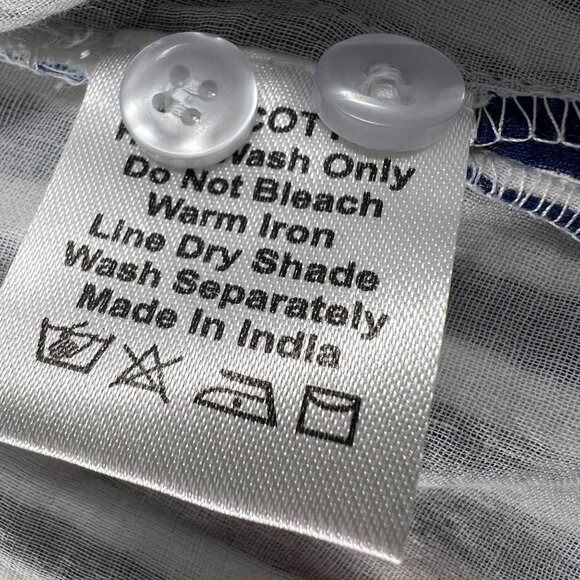 Wash Only
Do Not Bleach
Warm Iron
Line Dry Shade
Wash Separately
Made In India